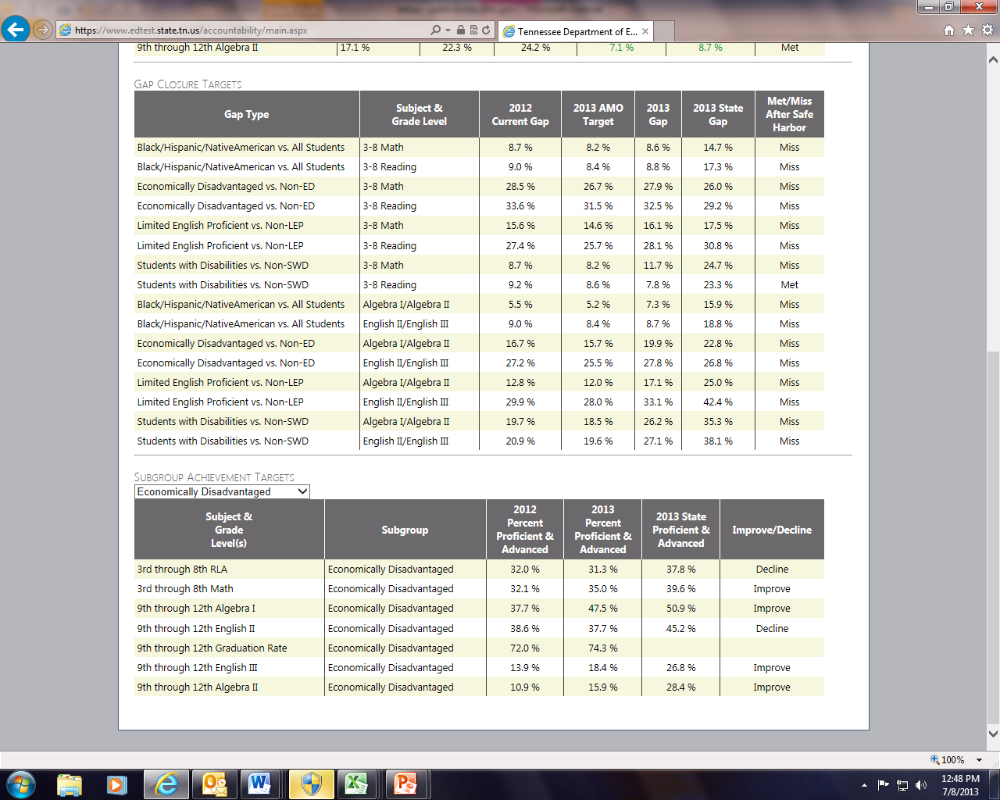 https://www.edtest.state.tn.us/accountability/main.aspx
Tennessee Department of E...
9th through 12th Algebra II 17.1 % 22.3 % 24.2 % 7.1 % 8.7 % Met
GAP CLOSURE TARGETS
Gap Type Subject & Grade Level 2012 Current Gap 2013 AMO Target 2013 Gap 2013 State Gap Met/Miss After Safe Harbor
Black/Hispanic/NativeAmerican vs. All Students 3-8 Math 8.7 % 8.2 % 8.6 % 14.7 % Miss
Black/Hispanic/NativeAmerican vs. All Students 3-8 Reading 9.0 % 8.4 % 8.8 % 17.3 % Miss
Economically Disadvantaged vs. Non-ED 3-8 Math 28.5 % 26.7 % 27.9 % 26.0 % Miss
Economically Disadvantaged vs. Non-ED 3-8 Reading 33.6 % 31.5 % 32.5 % 29.2 % Miss
Limited English Proficient vs. Non-LEP 3-8 Math 15.6 % 14.6 % 16.1 % 17.5 % Miss
Limited English Proficient vs. Non-LEP 3-8 Reading 27.4 % 25.7 % 28.1 % 30.8 % Miss
Students with Disabilities vs. Non-SWD 3-8 Math 8.7 % 8.2 % 11.7 % 24.7 % Miss
Students with Disabilities vs. Non-SWD 3-8 Reading 9.2 % 8.6 % 7.8 % 23.3 % Met
Black/Hispanic/NativeAmerican vs. All Students Algebra I/Algebra II 5.5 % 5.2 % 7.3 % 15.9 % Miss
Black/Hispanic/NativeAmerican vs. All Students English II/English III 9.0 % 8.4 % 8.7 % 18.8 % Miss
Economically Disadvantaged vs. Non-ED Algebra I/Algebra II 16.7 % 15.7 % 19.9 % 22.8 % Miss
Economically Disadvantaged vs. Non-ED English II/English III 27.2 % 25.5 % 27.8 % 26.8 % Miss
Limited English Proficient vs. Non-LEP Algebra I/Algebra II 12.8 % 12.0 % 17.1 % 25.0 % Miss
Limited English Proficient vs. Non-LEP English II/English III 29.9 % 28.0 % 33.1 % 42.4 % Miss
Students with Disabilities vs. Non-SWD Algebra I/Algebra II 19.7 % 18.5 % 26.2 % 35.3 % Miss
Students with Disabilities vs. Non-SWD English II/English III 20.9 % 19.6 % 27.1 % 38.1 % Miss
SUBGROUP ACHIEVEMENT TARGETS
Economically Disadvantaged
Subject & Grade Level(s) Subgroup 2012 Percent Proficient & Advanced 2013 Percent Proficient & Advanced 2013 State Proficient & Advanced Improve/Decline
3rd through 8th RLA Economically Disadvantaged 32.0 % 31.3 % 37.8 % Decline
3rd through 8th Math Economically Disadvantaged 32.1 % 35.0 % 39.6 % Improve
9th through 12th Algebra I Economically Disadvantaged 37.7 % 47.5 % 50.9 % Improve
9th through 12th English II Economically Disadvantaged 38.6 % 37.7 % 45.2 % Decline
9th through 12th Graduation Rate Economically Disadvantaged 72.0 % 74.3 %
9th through 12th English III Economically Disadvantaged 13.9 % 18.4 % 26.8 % Improve
9th through 12th Algebra II Economically Disadvantaged 10.9 % 15.9 % 28.4 % Improve
100%
12:48 PM
7/8/2013